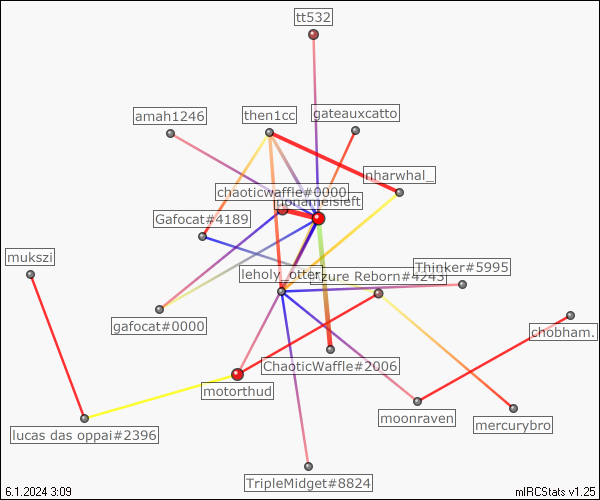 tt532
amah1246
then1cc
gateauxcatto
nharwhal_
chaoticwaffle#0000
nonameisleft
Gafocat#4189
mukszi
leholy_otter
Azure Reborn#4243
Thinker#5995
gafocat#0000
chobham.
ChaoticWaffle#2006
motorthud
moonraven
mercurybro
lucas das oppai#2396
TripleMidget#8824
6.1.2024 3:09
mIRCStats v1.25